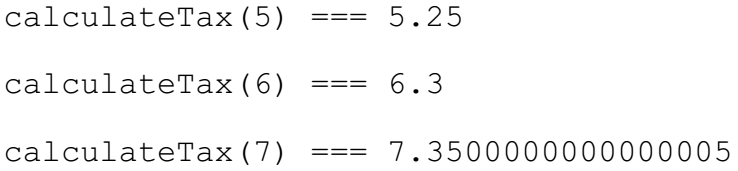 calculateTax(5) === 5.25
calculateTax(6) === 6.3
calculateTax(7) === 7.3500000000000005